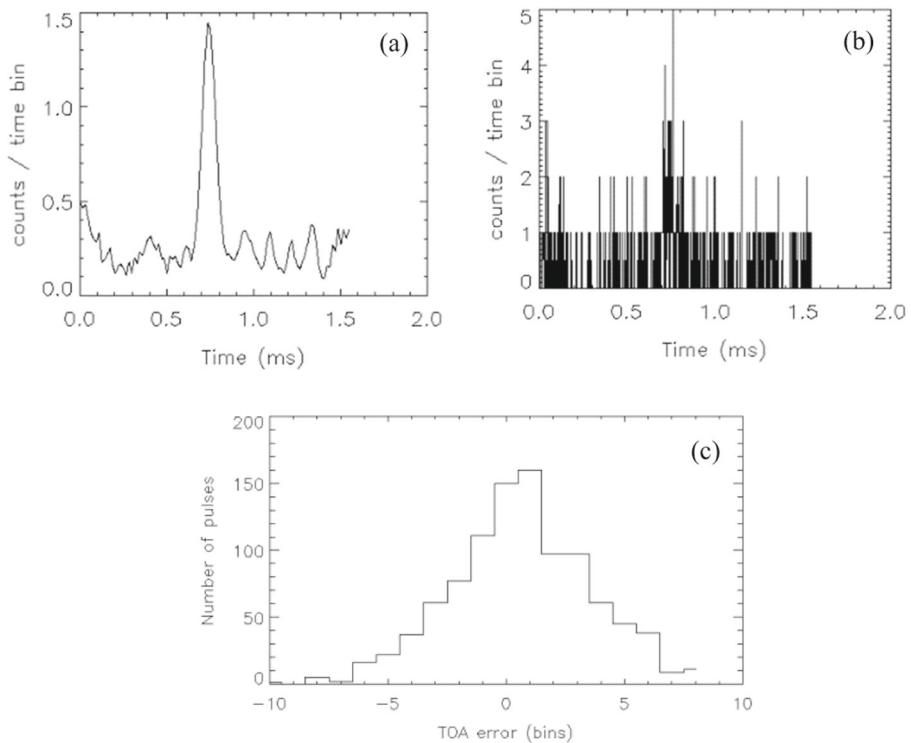 (a)
counts / time bin
1.5
1.0
0.5
0.0
0.0 0.5 1.0 1.5 2.0
Time (ms)
(b)
counts / time bin
5
4
3
2
1
0
0.0 0.5 1.0 1.5 2.0
Time (ms)
(c)
Number of pulses
200
150
100
50
0
-10 -5 0 5 10
TOA error (bins)